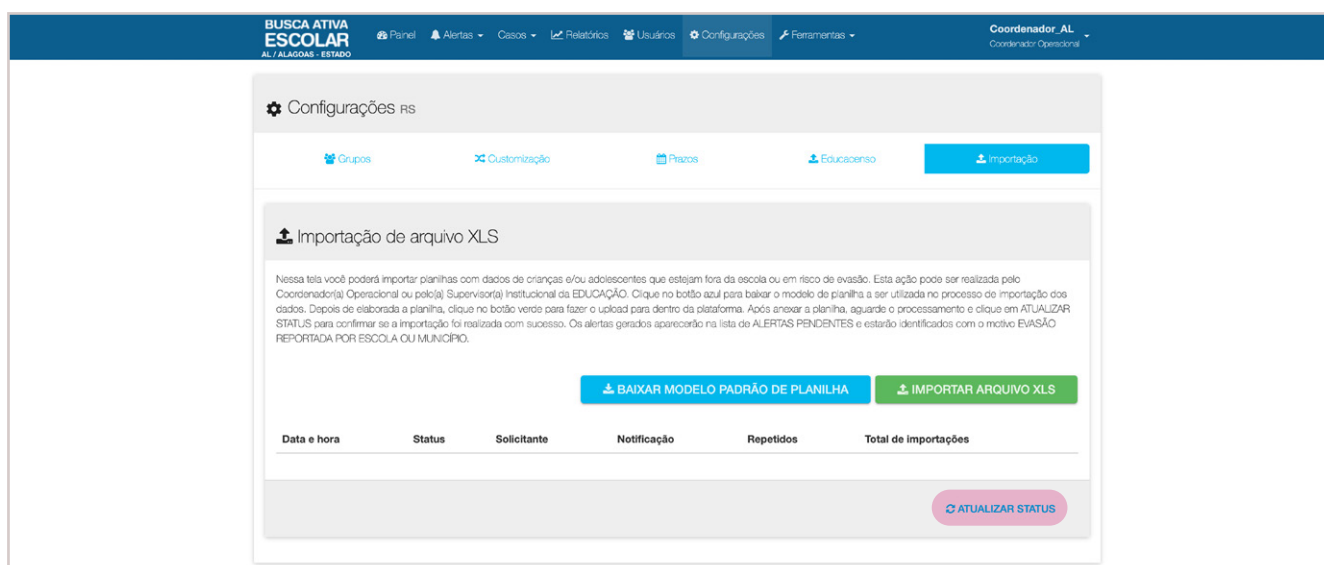 BUSCA ATIVA
ESCOLAR
AL / ALAGOAS - ESTADO
Painel Alertas Casos Relatórios Usuários Configurações Ferramentas
Coordenador_AL
Coordenador Operacional
Configurações RS
Grupos Customização Prazos Educacenso Importação
Importação de arquivo XLS
Nessa tela você poderá importar planilhas com dados de crianças e/ou adolescentes que estejam fora da escola ou em risco de evasão. Esta ação pode ser realizada pelo
Coordenador(a) Operacional ou pelo(a) Supervisor(a) Institucional da EDUCAÇÃO. Clique no botão azul para baixar o modelo de planilha a ser utilizada no processo de importação dos
dados. Depois de elaborada a planilha, clique no botão verde para fazer o upload para dentro da plataforma. Após anexar a planilha, aguarde o processamento e clique em ATUALIZAR
STATUS para confirmar se a importação foi realizada com sucesso. Os alertas gerados aparecerão na lista de ALERTAS PENDENTES e estarão identificados com o motivo EVASÃO
REPORTADA POR ESCOLA OU MUNICÍPIO.
BAIXAR MODELO PADRÃO DE PLANILHA IMPORTAR ARQUIVO XLS
Data e hora Status Solicitante Notificação Repetidos Total de importações
ATUALIZAR STATUS